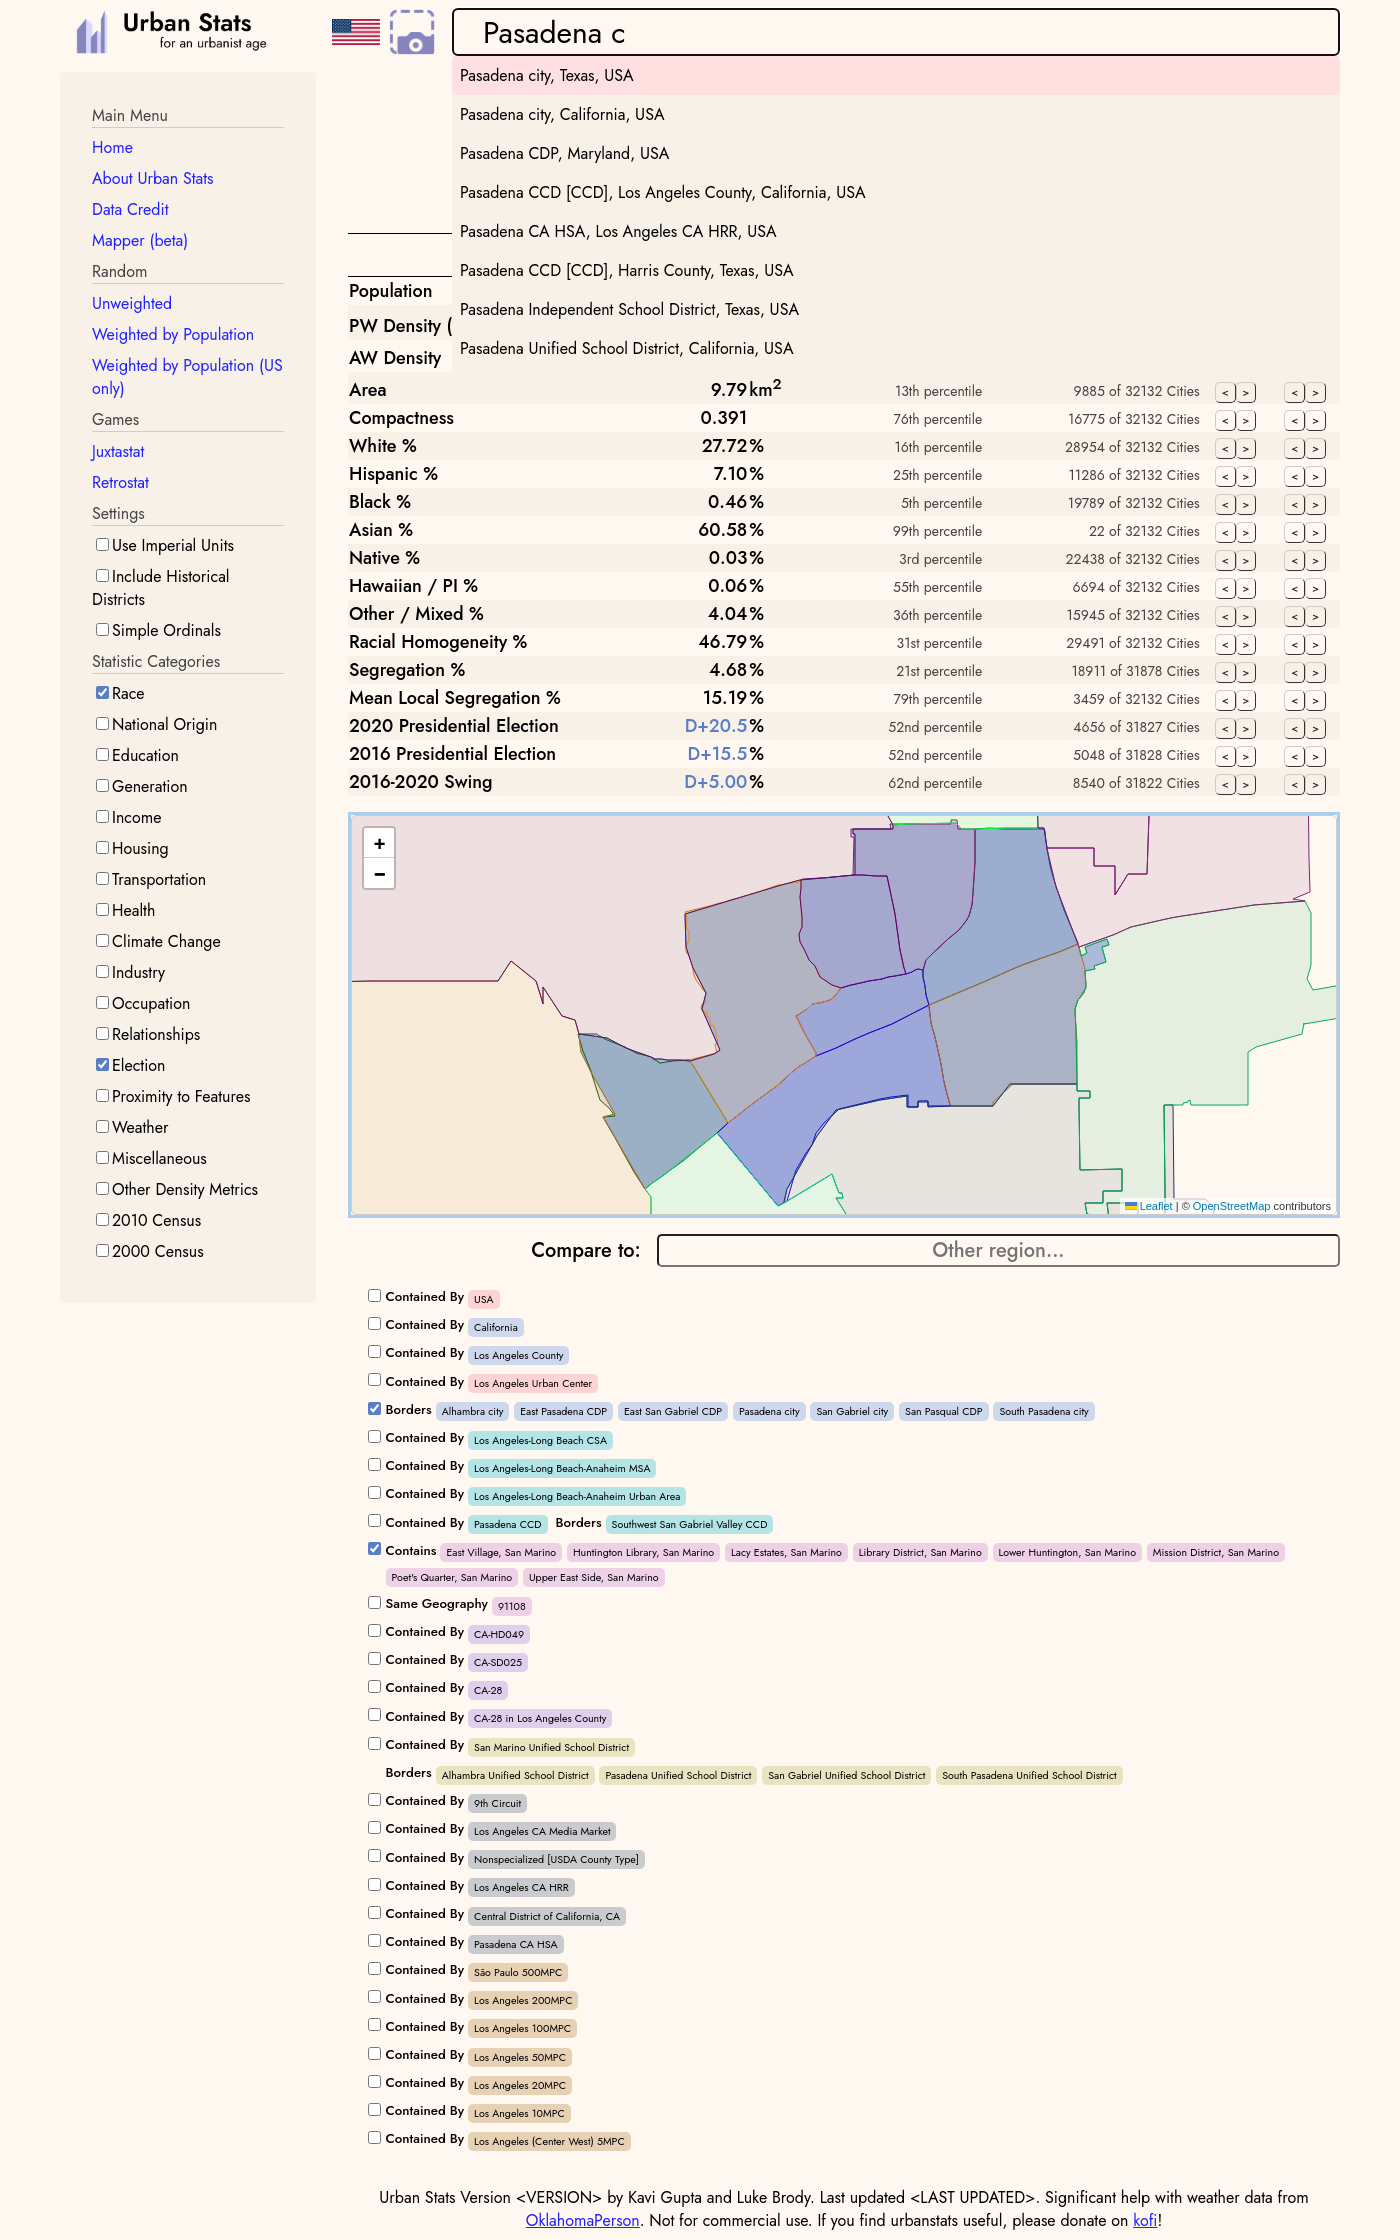 Urban Stats
for an urbanist age
Pasadena c
Pasadena city, Texas, USA
Pasadena city, California, USA
Pasadena CDP, Maryland, USA
Pasadena CCD [CCD], Los Angeles County, California, USA
Pasadena CA HSA, Los Angeles CA HRR, USA
Pasadena CCD [CCD], Harris County, Texas, USA
Pasadena Independent School District, Texas, USA
Pasadena Unified School District, California, USA
Main Menu
Home
About Urban Stats
Data Credit
Mapper (beta)
Random
Unweighted
Weighted by Population
Weighted by Population (US
only)
Games
Juxtastat
Retrostat
Settings
Use Imperial Units
Include Historical
Districts
Simple Ordinals
Statistic Categories
Race
National Origin
Education
Generation
Income
Housing
Transportation
Health
Climate Change
Industry
Occupation
Relationships
Election
Proximity to Features
Weather
Miscellaneous
Other Density Metrics
2010 Census
2000 Census
Population
PW Density (
AW Density
Area 9.79 km2 13th percentile 9885 of 32132 Cities < > < >
Compactness 0.391 76th percentile 16775 of 32132 Cities < > < >
White % 27.72% 16th percentile 28954 of 32132 Cities < > < >
Hispanic % 7.10% 25th percentile 11286 of 32132 Cities < > < >
Black % 0.46% 5th percentile 19789 of 32132 Cities < > < >
Asian % 60.58% 99th percentile 22 of 32132 Cities < > < >
Native % 0.03% 3rd percentile 22438 of 32132 Cities < > < >
Hawaiian / PI % 0.06% 55th percentile 6694 of 32132 Cities < > < >
Other / Mixed % 4.04% 36th percentile 15945 of 32132 Cities < > < >
Racial Homogeneity % 46.79% 31st percentile 29491 of 32132 Cities < > < >
Segregation % 4.68% 21st percentile 18911 of 31878 Cities < > < >
Mean Local Segregation % 15.19% 79th percentile 3459 of 32132 Cities < > < >
2020 Presidential Election D+20.5% 52nd percentile 4656 of 31827 Cities < > < >
2016 Presidential Election D+15.5% 52nd percentile 5048 of 31828 Cities < > < >
2016-2020 Swing D+5.00% 62nd percentile 8540 of 31822 Cities < > < >
+
−
Leaflet | © OpenStreetMap contributors
Compare to: Other region...
Contained By USA
Contained By California
Contained By Los Angeles County
Contained By Los Angeles Urban Center
Borders Alhambra city East Pasadena CDP East San Gabriel CDP Pasadena city San Gabriel city San Pasqual CDP South Pasadena city
Contained By Los Angeles-Long Beach CSA
Contained By Los Angeles-Long Beach-Anaheim MSA
Contained By Los Angeles-Long Beach-Anaheim Urban Area
Contained By Pasadena CCD Borders Southwest San Gabriel Valley CCD
Contains East Village, San Marino Huntington Library, San Marino Lacy Estates, San Marino Library District, San Marino Lower Huntington, San Marino Mission District, San Marino
Poet's Quarter, San Marino Upper East Side, San Marino
Same Geography 91108
Contained By CA-HD049
Contained By CA-SD025
Contained By CA-28
Contained By CA-28 in Los Angeles County
Contained By San Marino Unified School District
Borders Alhambra Unified School District Pasadena Unified School District San Gabriel Unified School District South Pasadena Unified School District
Contained By 9th Circuit
Contained By Los Angeles CA Media Market
Contained By Nonspecialized [USDA County Type]
Contained By Los Angeles CA HRR
Contained By Central District of California, CA
Contained By Pasadena CA HSA
Contained By São Paulo 500MPC
Contained By Los Angeles 200MPC
Contained By Los Angeles 100MPC
Contained By Los Angeles 50MPC
Contained By Los Angeles 20MPC
Contained By Los Angeles 10MPC
Contained By Los Angeles (Center West) 5MPC
Urban Stats Version <VERSION> by Kavi Gupta and Luke Brody. Last updated <LAST UPDATED>. Significant help with weather data from
OklahomaPerson. Not for commercial use. If you find urbanstats useful, please donate on kofi!